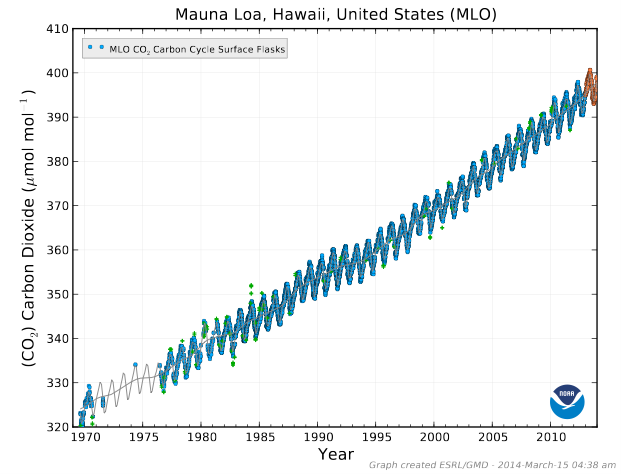 Mauna Loa, Hawaii, United States (MLO)
410
MLO CO₂ Carbon Cycle Surface Flasks
400
390
380
370
360
350
340
330
320
(CO₂) Carbon Dioxide (μmol mol⁻¹)
1970 1975 1980 1985 1990 1995 2000 2005 2010
Year
NOAA
Graph created ESRL/GMD - 2014-March-15 04:38 am